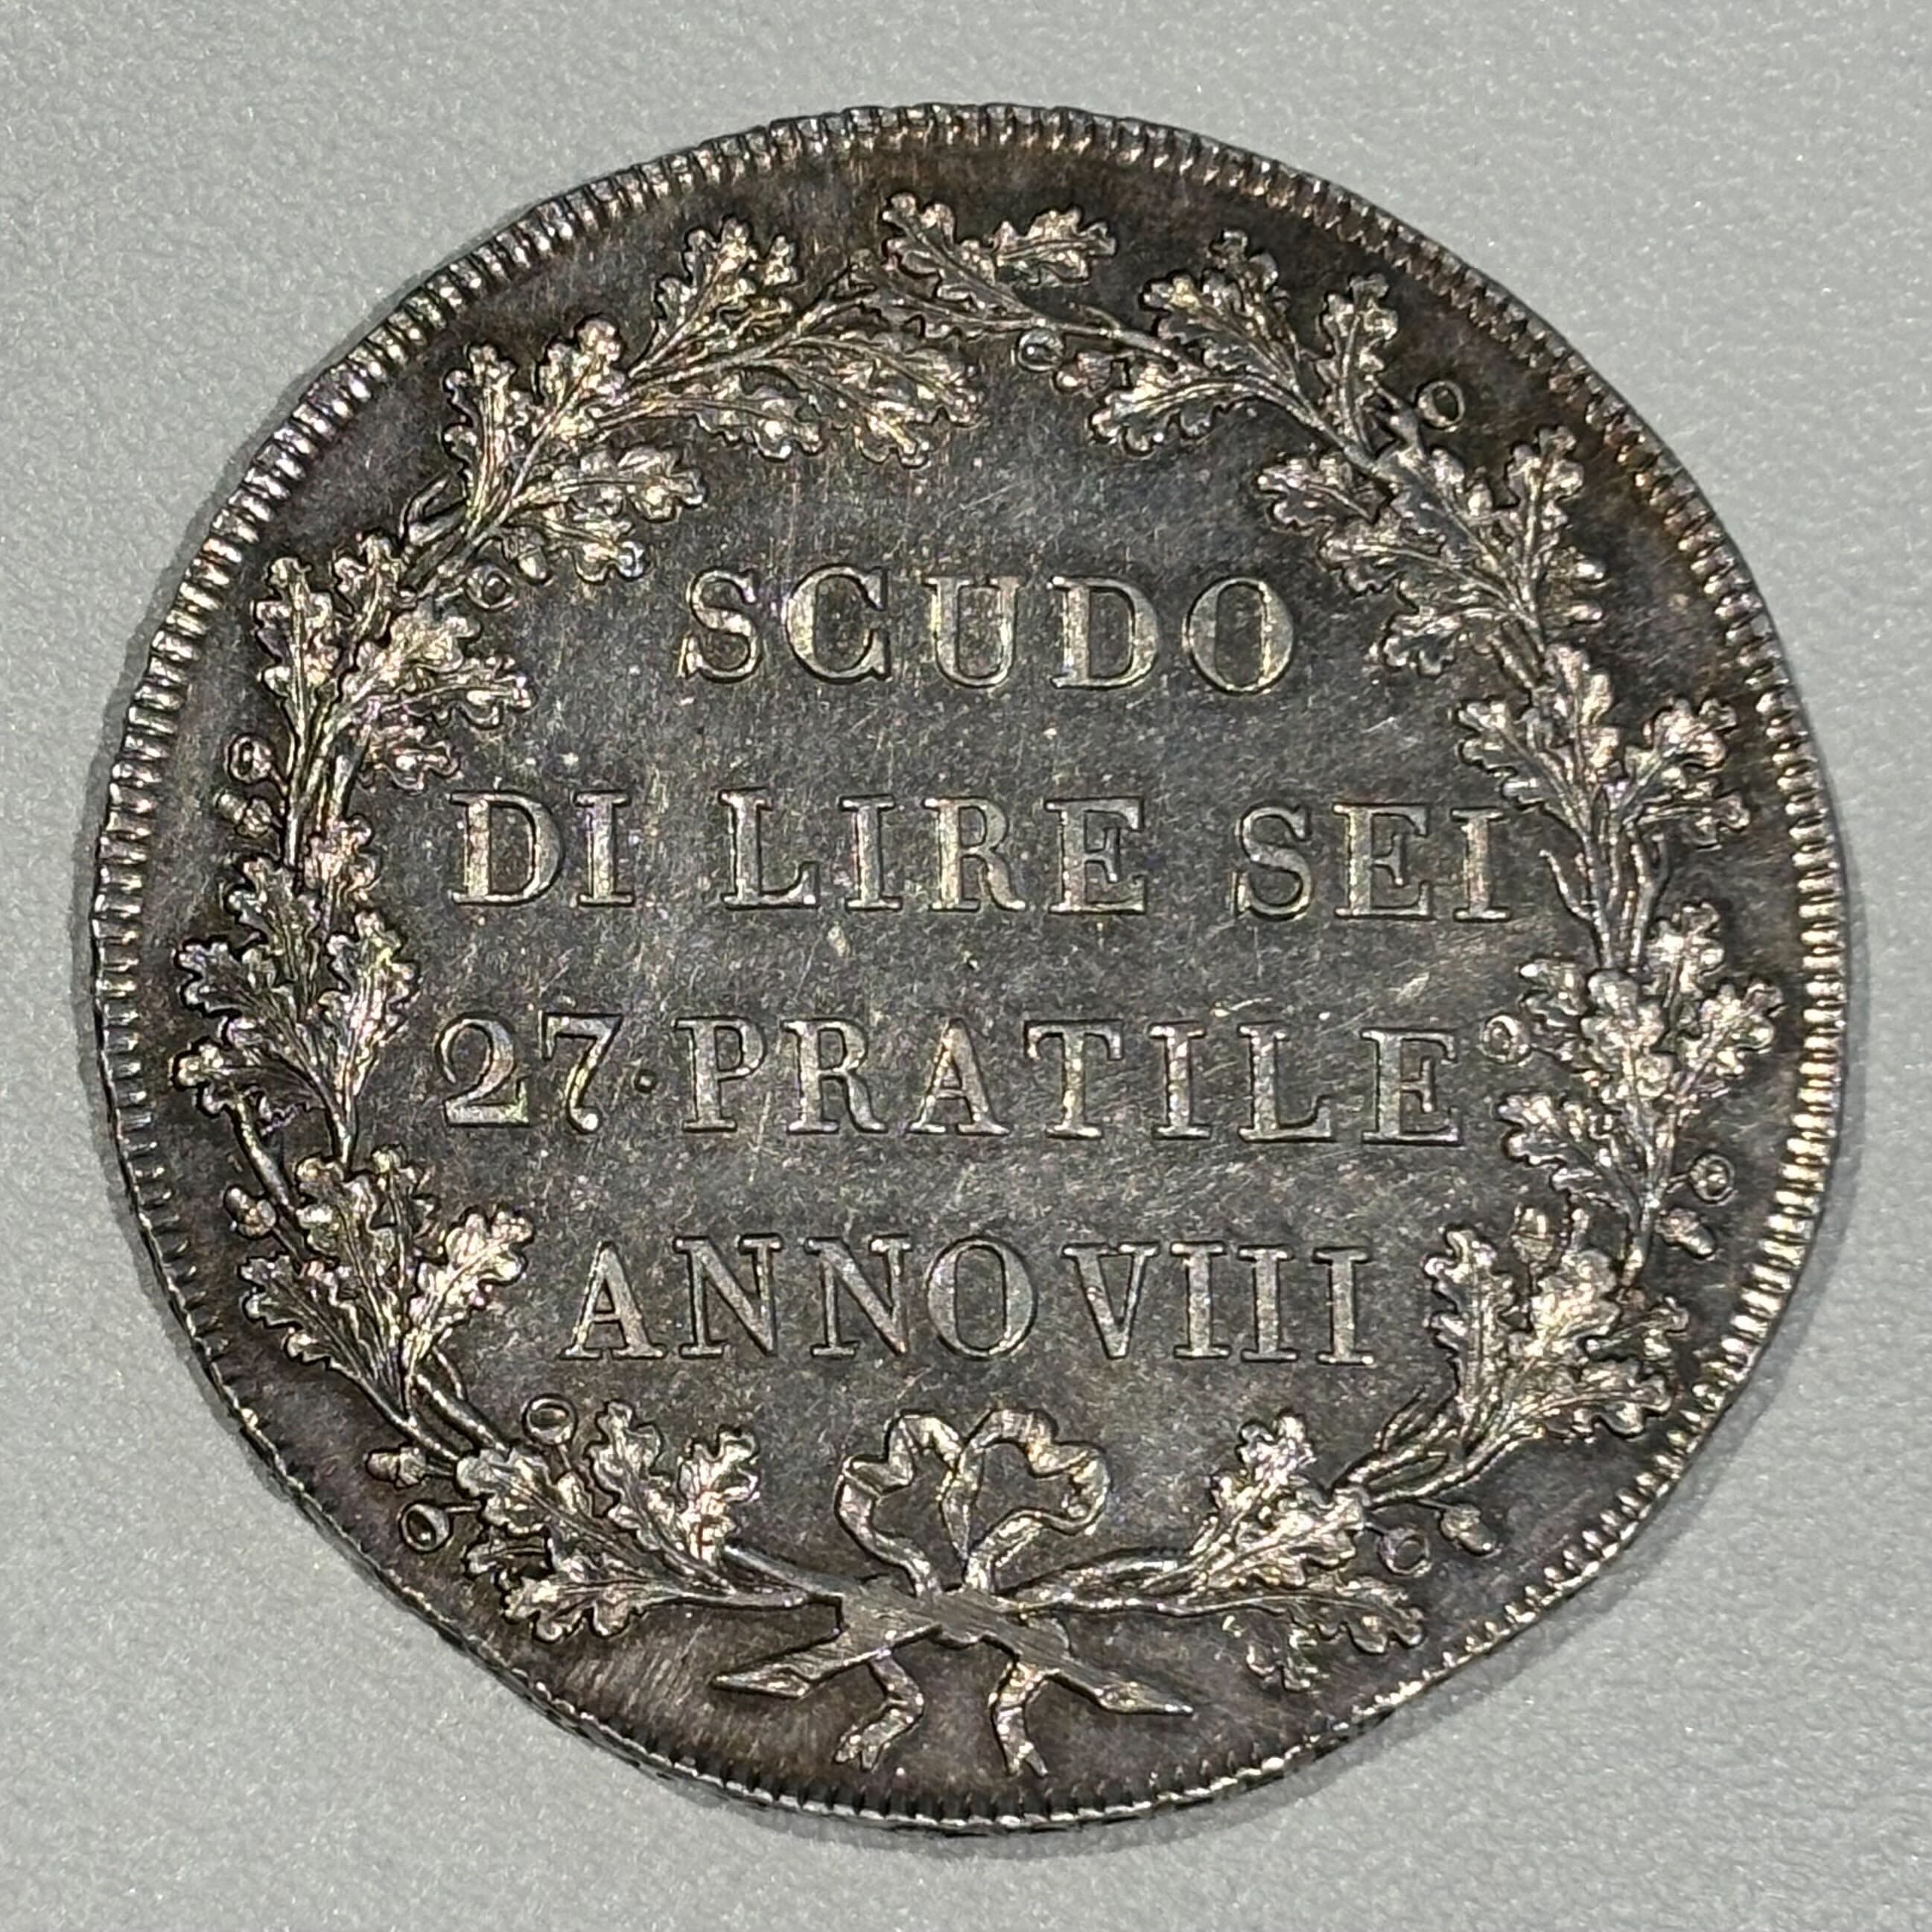 SCUDO
DI LIRE SEI
27·PRATILE
ANNO VIII